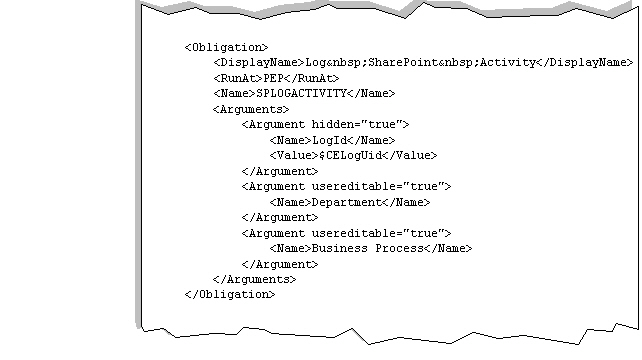 <Obligation>
<DisplayName>Log&nbsp;SharePoint&nbsp;Activity</DisplayName>
<RunAt>PEP</RunAt>
<Name>SPLOGACTIVITY</Name>
<Arguments>
<Argument hidden="true">
<Name>LogId</Name>
<Value>$CELogUid</Value>
</Argument>
<Argument usereditable="true">
<Name>Department</Name>
</Argument>
<Argument usereditable="true">
<Name>Business Process</Name>
</Argument>
</Arguments>
</Obligation>